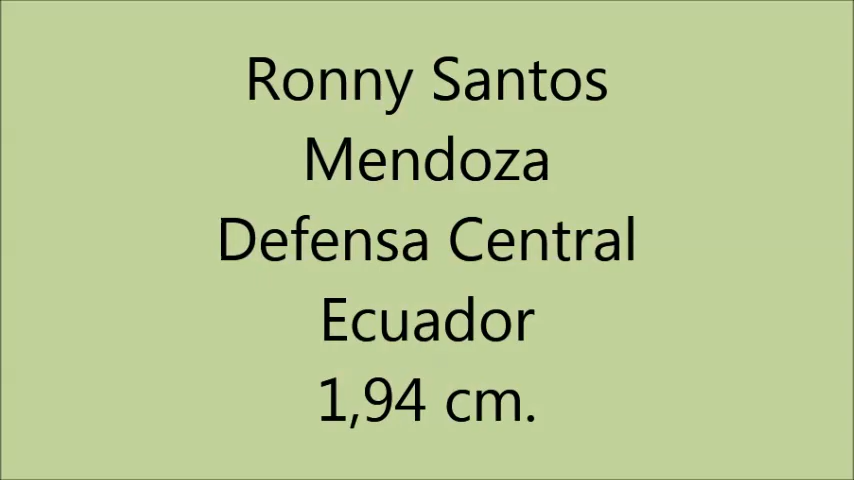 Ronny Santos
Mendoza
Defensa Central
Ecuador
1,94 cm.